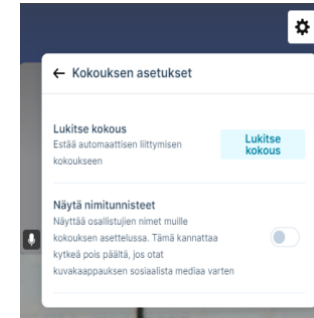 Kokouksen asetukset
Lukitse kokous
Estää automaattisen liittymisen
kokoukseen
Lukitse
kokous
Näytä nimitunnisteet
Näyttää osallistujien nimet muille
kokouksen asettelussa. Tämä kannattaa
kytkeä pois päältä, jos otat
kuvakaappauksen sosiaalista mediaa varten